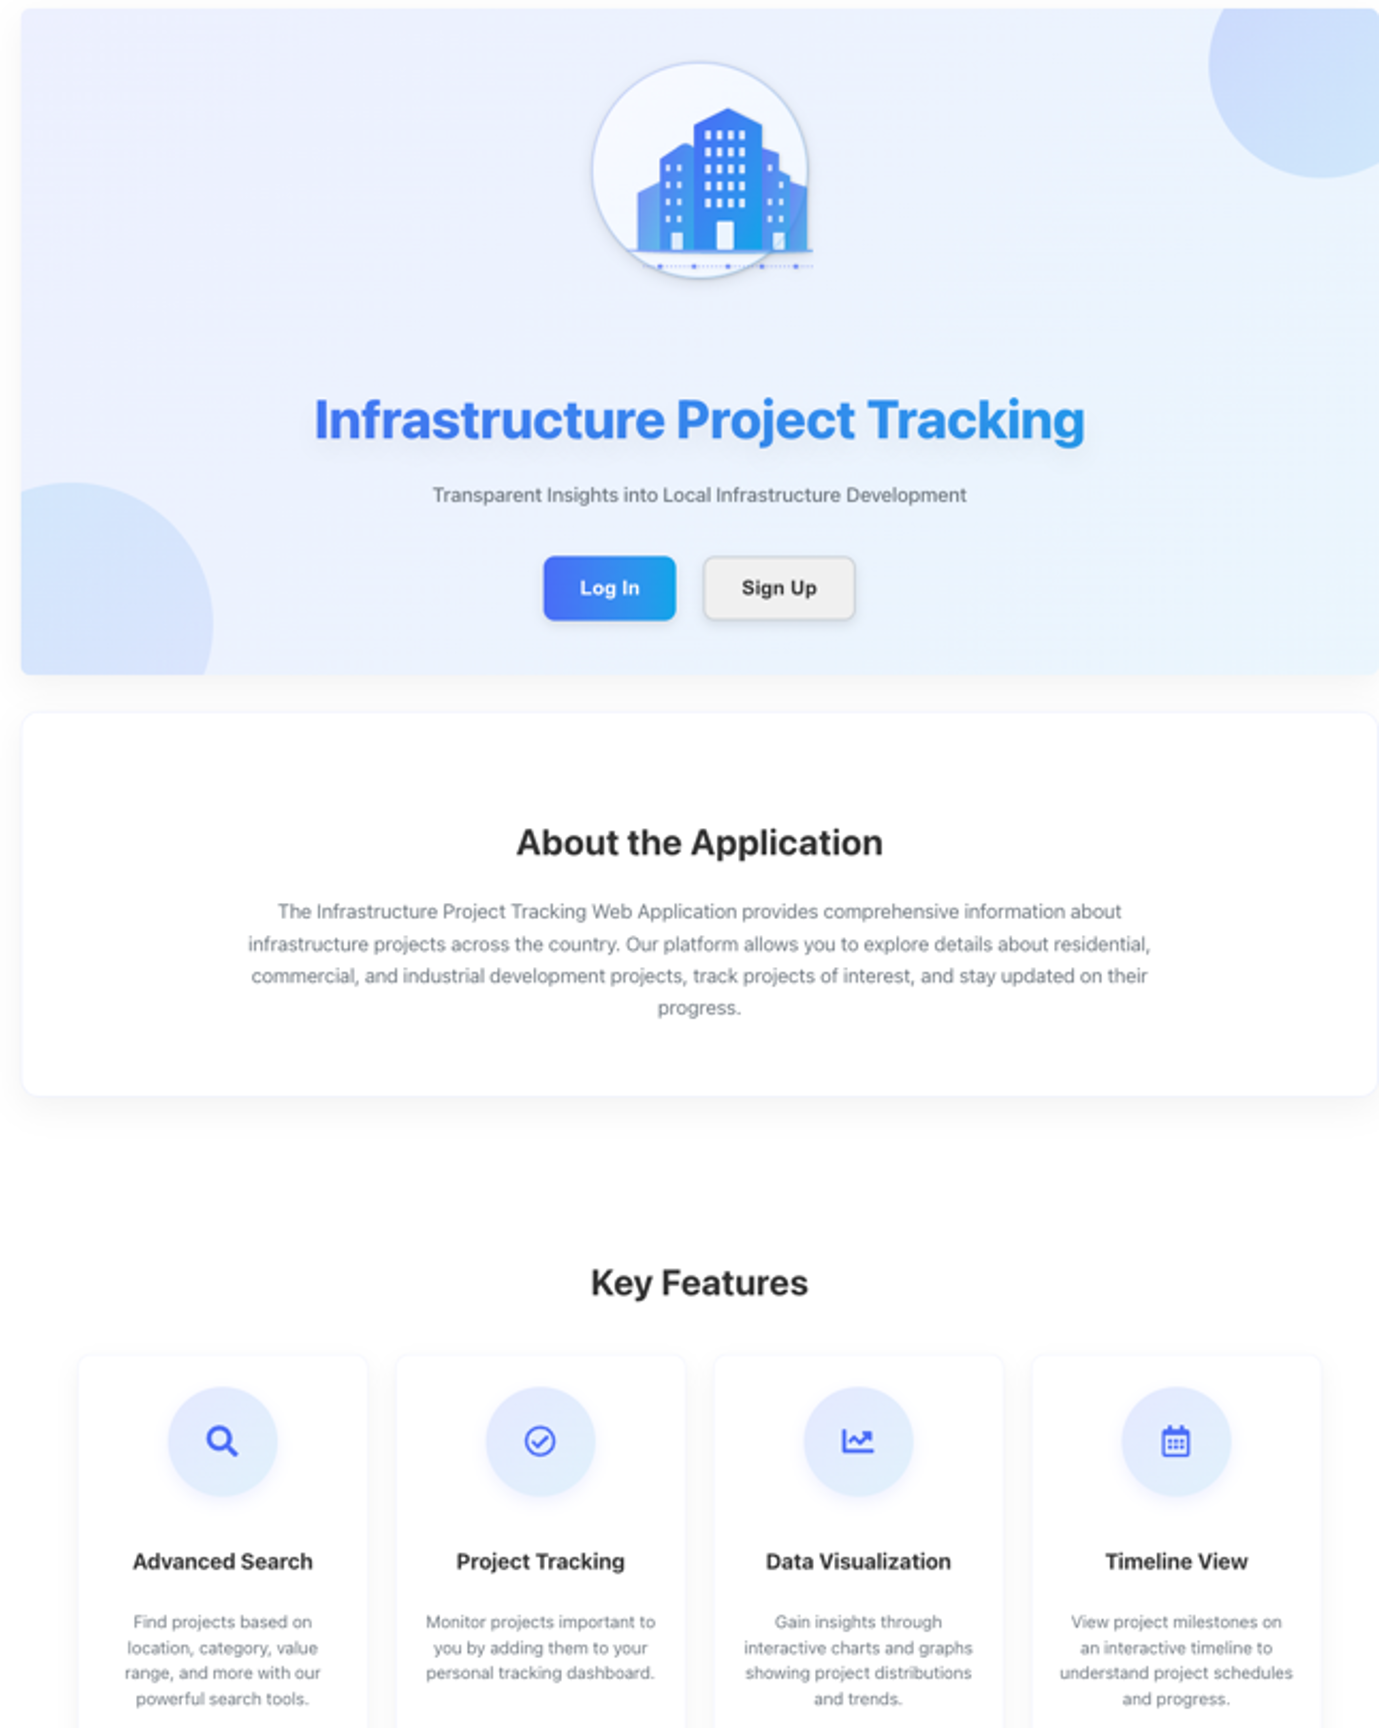 Infrastructure Project Tracking
Transparent Insights into Local Infrastructure Development
Log In
Sign Up
About the Application
The Infrastructure Project Tracking Web Application provides comprehensive information about
infrastructure projects across the country. Our platform allows you to explore details about residential,
commercial, and industrial development projects, track projects of interest, and stay updated on their
progress.
Key Features
Advanced Search
Find projects based on
location, category, value
range, and more with our
powerful search tools.
Project Tracking
Monitor projects important to
you by adding them to your
personal tracking dashboard.
Data Visualization
Gain insights through
interactive charts and graphs
showing project distributions
and trends.
Timeline View
View project milestones on
an interactive timeline to
understand project schedules
and progress.